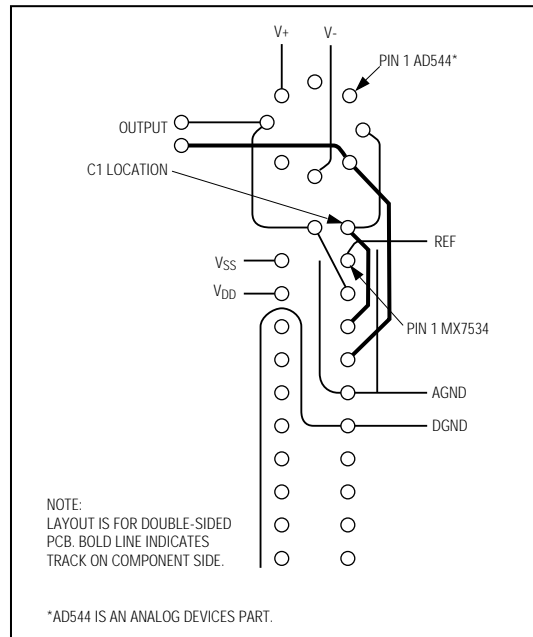 V+
V-
PIN 1 AD544*
OUTPUT
C1 LOCATION
REF
VSS
VDD
PIN 1 MX7534
AGND
DGND
NOTE:
LAYOUT IS FOR DOUBLE-SIDED
PCB. BOLD LINE INDICATES
TRACK ON COMPONENT SIDE.
*AD544 IS AN ANALOG DEVICES PART.